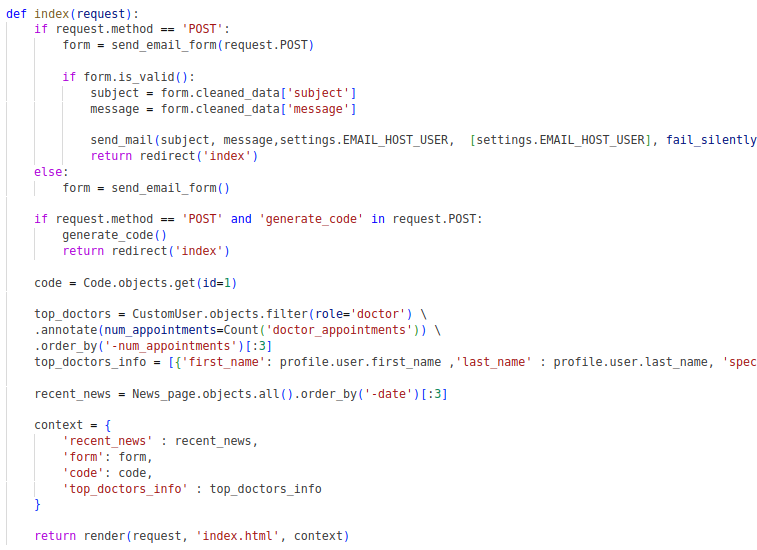 def index(request):
    if request.method == 'POST':
        form = send_email_form(request.POST)

        if form.is_valid():
            subject = form.cleaned_data['subject']
            message = form.cleaned_data['message']

            send_mail(subject, message,settings.EMAIL_HOST_USER,  [settings.EMAIL_HOST_USER], fail_silently
            return redirect('index')
    else:
        form = send_email_form()

    if request.method == 'POST' and 'generate_code' in request.POST:
        generate_code()
        return redirect('index')

    code = Code.objects.get(id=1)

    top_doctors = CustomUser.objects.filter(role='doctor') \
    .annotate(num_appointments=Count('doctor_appointments')) \
    .order_by('-num_appointments')[:3]
    top_doctors_info = [{'first_name': profile.user.first_name ,'last_name' : profile.user.last_name, 'spec

    recent_news = News_page.objects.all().order_by('-date')[:3]

    context = {
        'recent_news' : recent_news,
        'form': form,
        'code': code,
        'top_doctors_info' : top_doctors_info
    }

    return render(request, 'index.html', context)